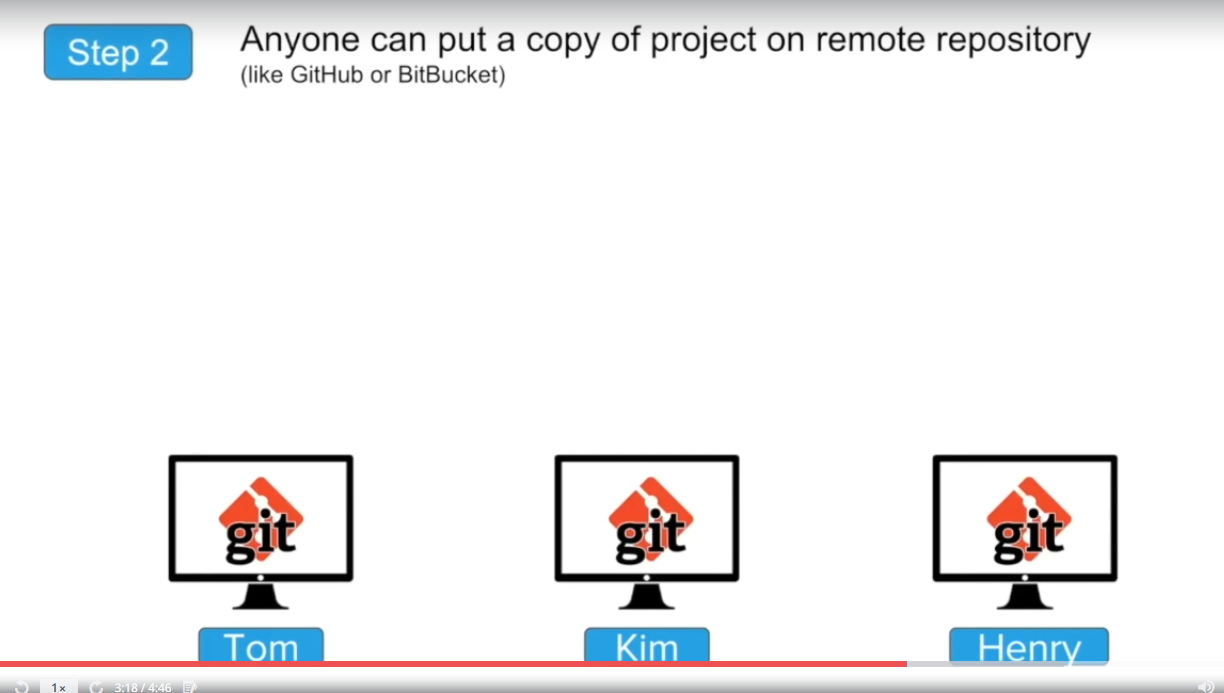 Step 2
Anyone can put a copy of project on remote repository
(like GitHub or BitBucket)
git
git
git
Tom
Kim
Henry
1×
3:18 / 4:46